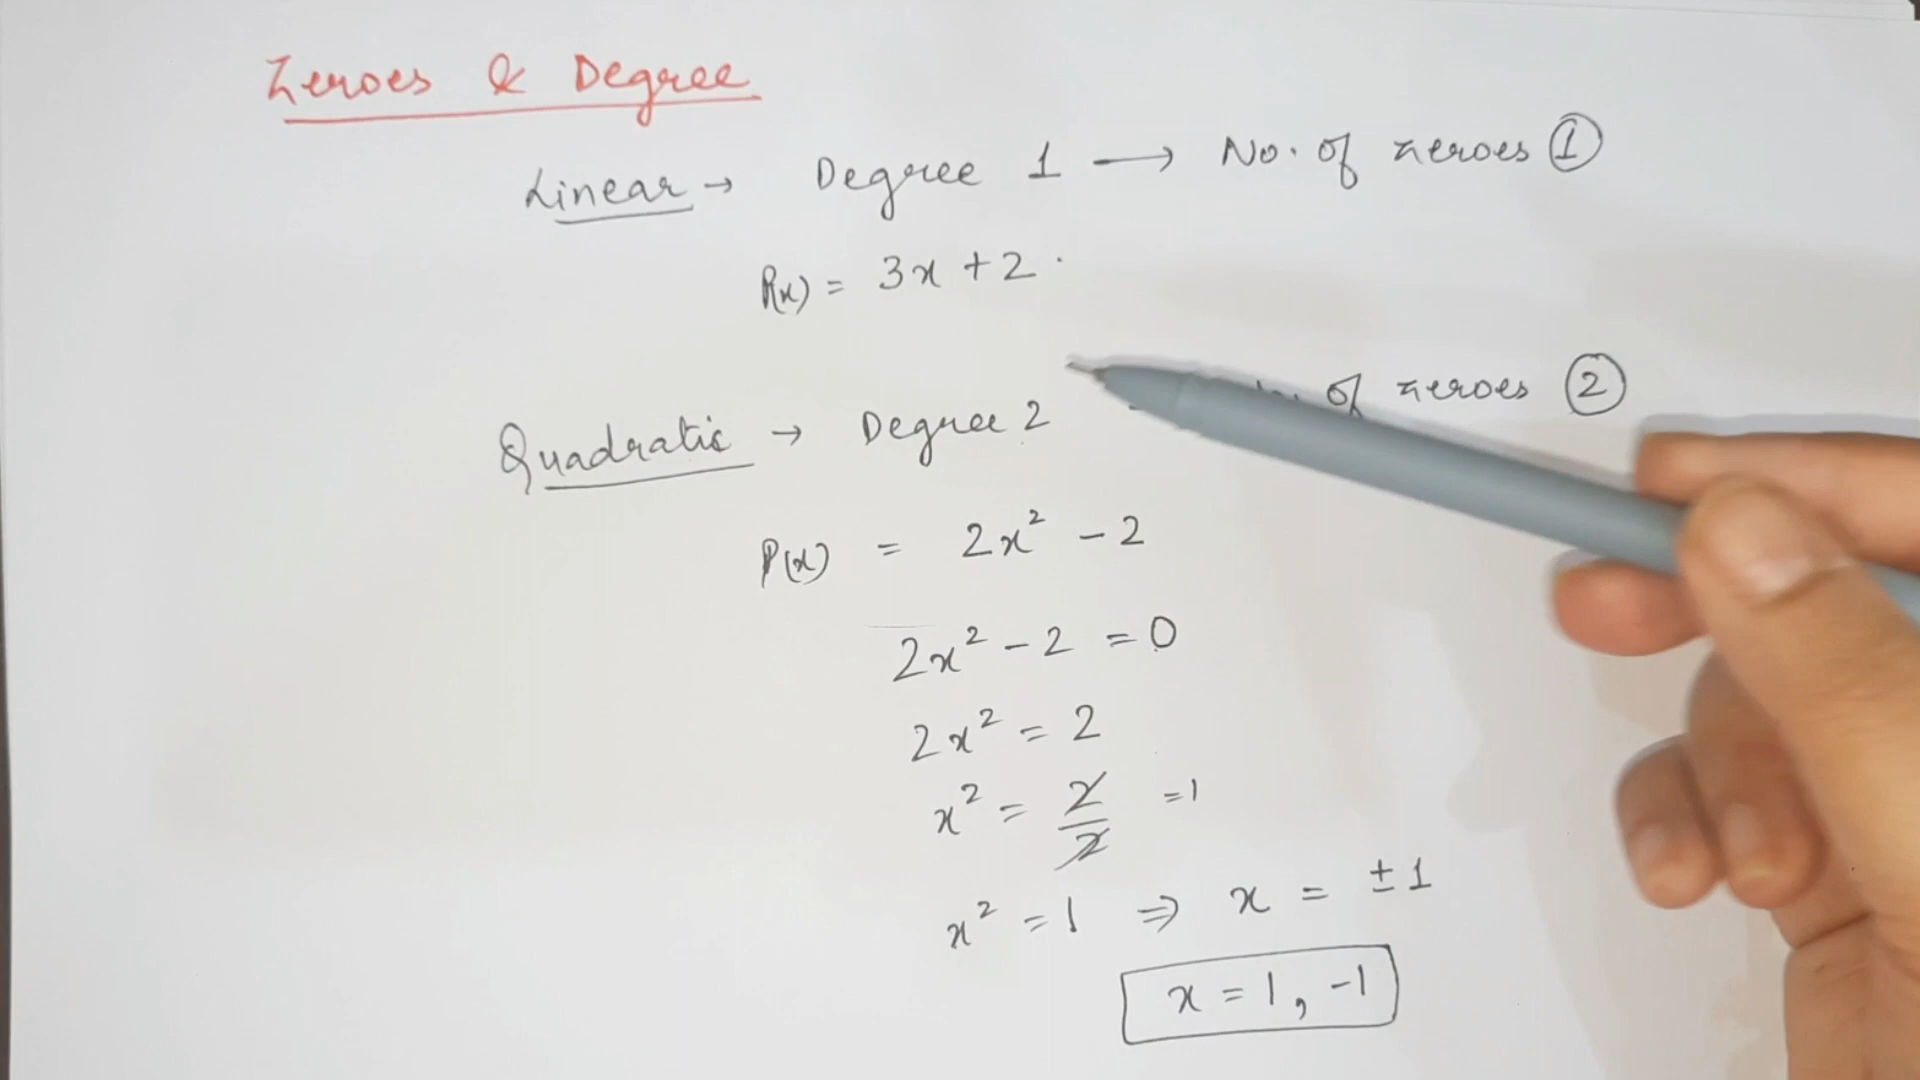 Zeroes & Degree
Linear → Degree 1 → No. of zeroes ①
P(x) = 3x + 2 .
Quadratic → Degree 2 of zeroes ②
P(x) = 2x² - 2
2x² - 2 = 0
2x² = 2
x² = 2/2 = 1
x² = 1 ⇒ x = ± 1
x = 1, -1